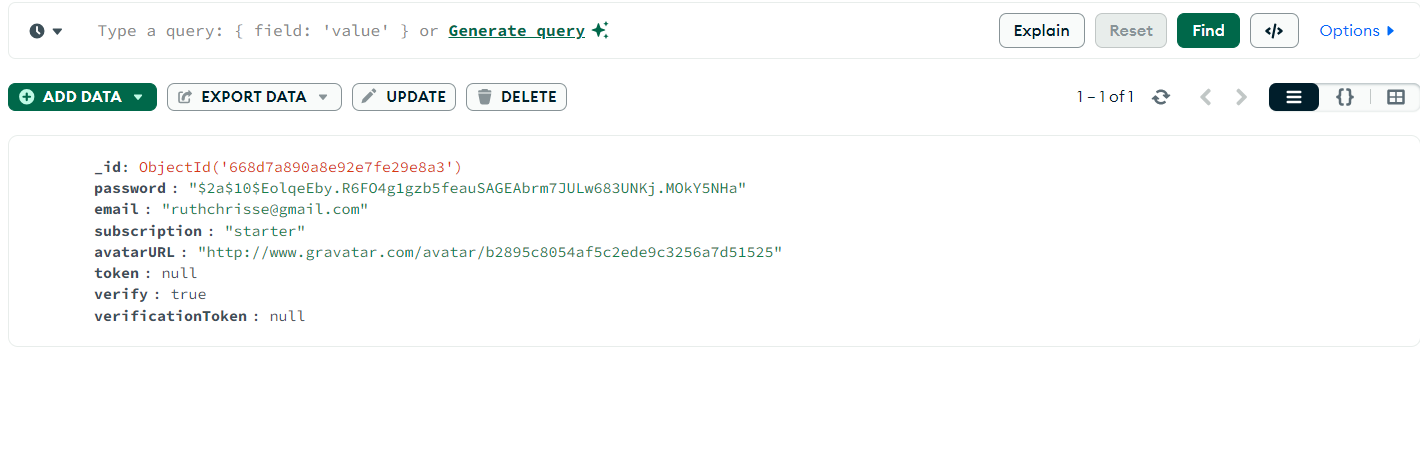 Type a query: { field: 'value' } or Generate query
Explain
Reset
Find
</>
Options
ADD DATA
EXPORT DATA
UPDATE
DELETE
1 – 1 of 1
{}
_id: ObjectId('668d7a890a8e92e7fe29e8a3')
password : "$2a$10$EolqeEby.R6FO4g1gzb5feauSAGEAbrm7JULw683UNKj.MOkY5NHa"
email : "ruthchrisse@gmail.com"
subscription : "starter"
avatarURL : "http://www.gravatar.com/avatar/b2895c8054af5c2ede9c3256a7d51525"
token : null
verify : true
verificationToken : null